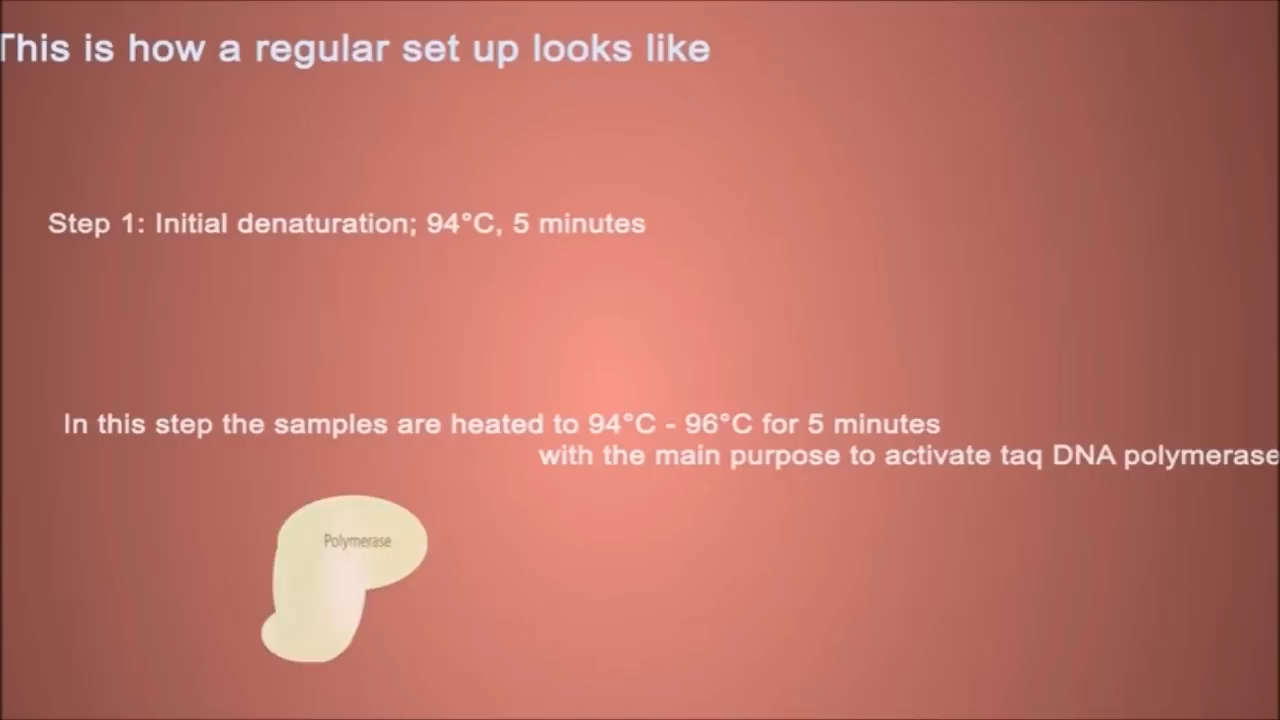 This is how a regular set up looks like
Step 1: Initial denaturation; 94°C, 5 minutes
In this step the samples are heated to 94°C - 96°C for 5 minutes
with the main purpose to activate taq DNA polymerase
Polymerase